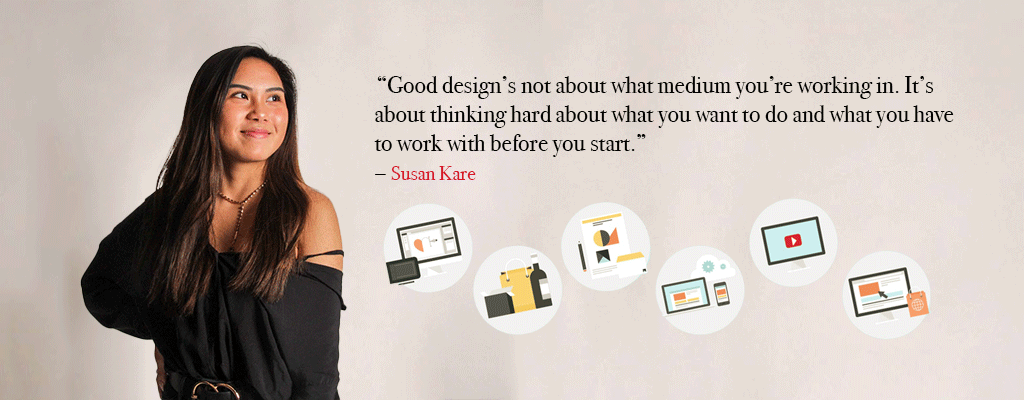 “Good design’s not about what medium you’re working in. It’s
about thinking hard about what you want to do and what you have
to work with before you start.”
– Susan Kare